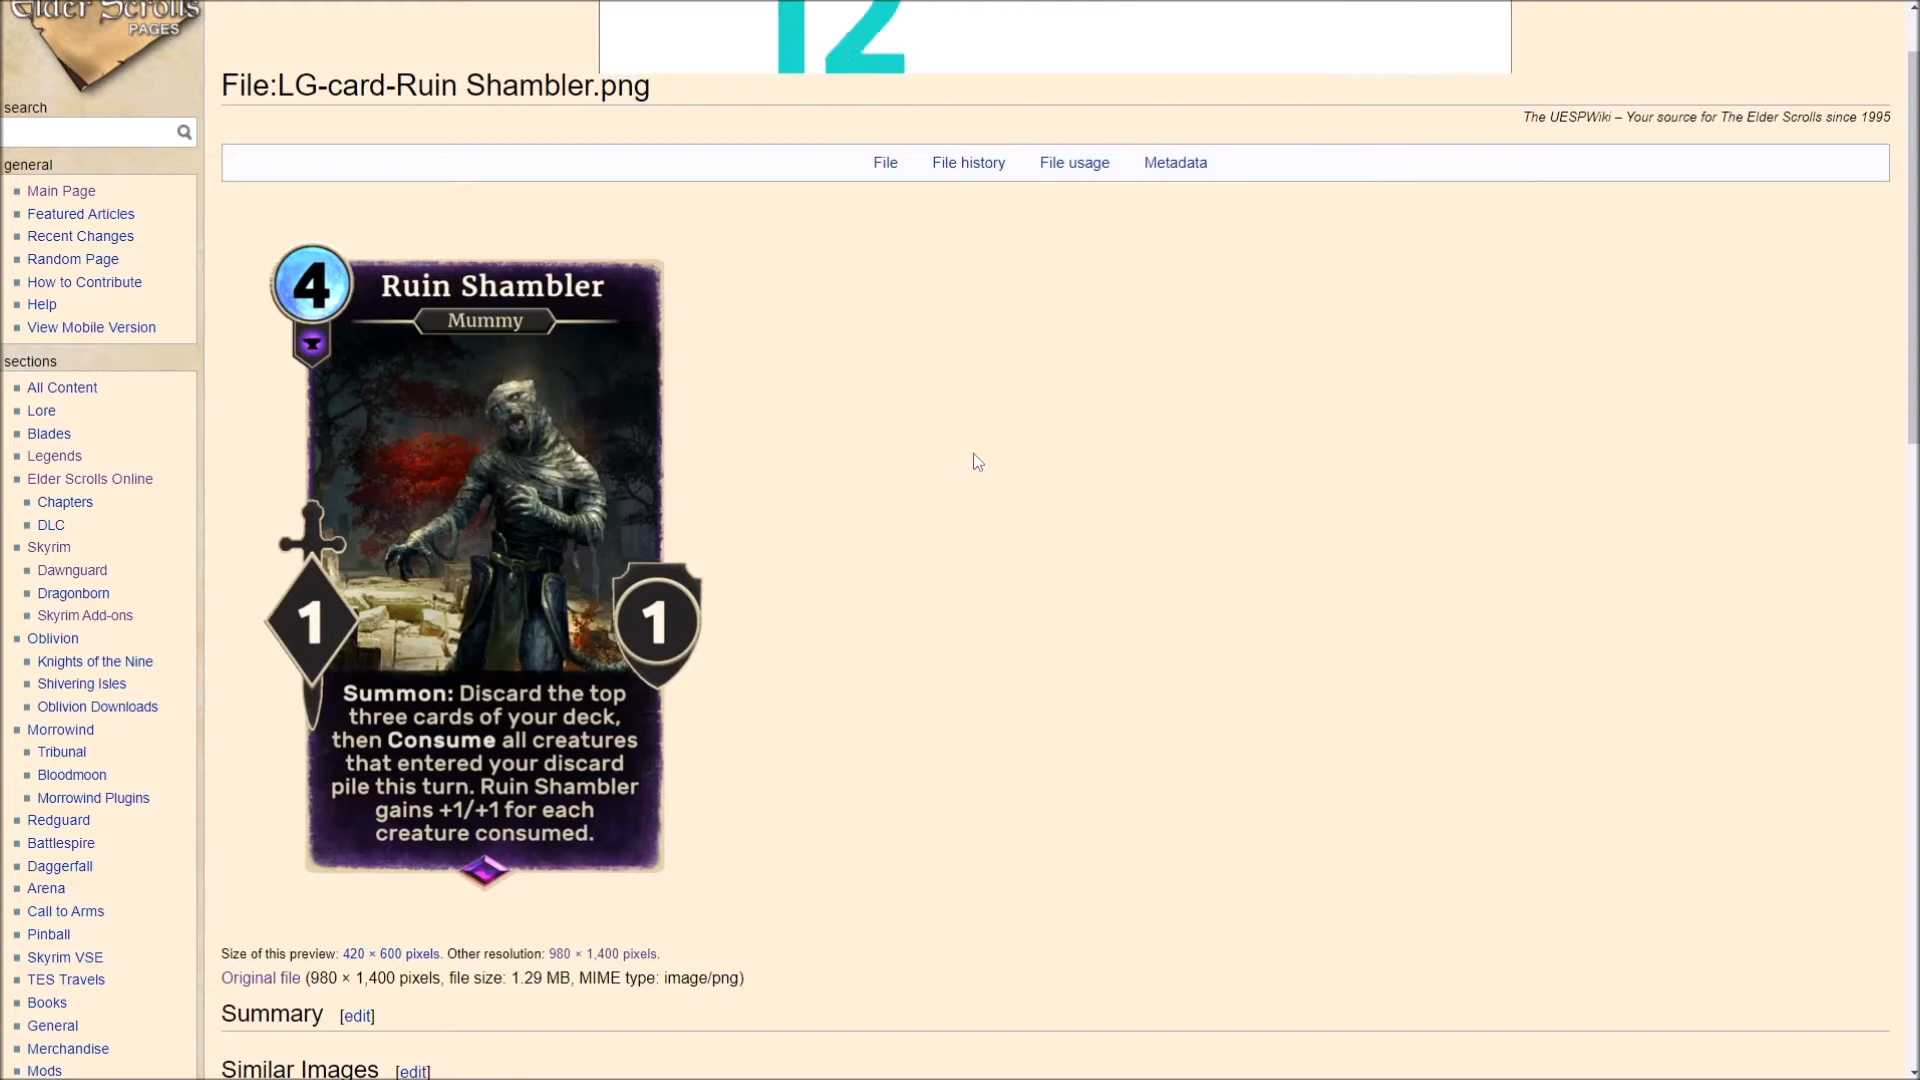 Elder Scrolls
PAGES
12
File:LG-card-Ruin Shambler.png
The UESPWiki – Your source for The Elder Scrolls since 1995
File
File history
File usage
Metadata
search
general
Main Page
Featured Articles
Recent Changes
Random Page
How to Contribute
Help
View Mobile Version
sections
All Content
Lore
Blades
Legends
Elder Scrolls Online
Chapters
DLC
Skyrim
Dawnguard
Dragonborn
Skyrim Add-ons
Oblivion
Knights of the Nine
Shivering Isles
Oblivion Downloads
Morrowind
Tribunal
Bloodmoon
Morrowind Plugins
Redguard
Battlespire
Daggerfall
Arena
Call to Arms
Pinball
Skyrim VSE
TES Travels
Books
General
Merchandise
Mods
4
Ruin Shambler
Mummy
1
1
Summon: Discard the top
three cards of your deck,
then Consume all creatures
that entered your discard
pile this turn. Ruin Shambler
gains +1/+1 for each
creature consumed.
Size of this preview: 420 × 600 pixels. Other resolution: 980 × 1,400 pixels.
Original file (980 × 1,400 pixels, file size: 1.29 MB, MIME type: image/png)
Summary [edit]
Similar Images [edit]